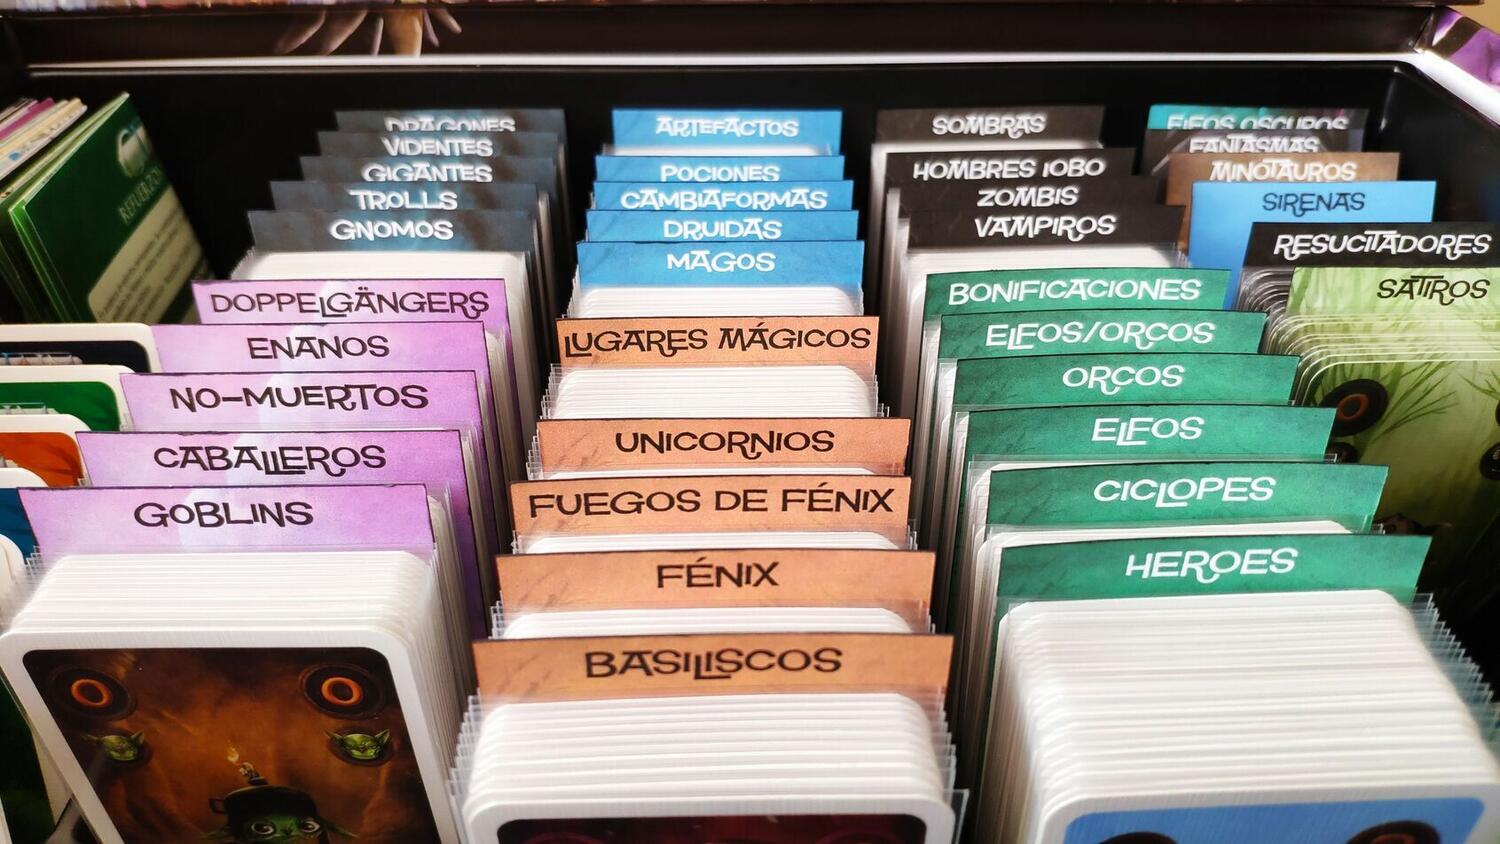 REFUERZO
DRAGONES
VIDENTES
GIGANTES
TROLLS
GNOMOS
DOPPELGÄNGERS
ENANOS
NO-MUERTOS
CABALLEROS
GOBLINS
ARTEFACTOS
POCIONES
CAMBIAFORMAS
DRUIDAS
MAGOS
LUGARES MÁGICOS
UNICORNIOS
FUEGOS DE FÉNIX
FÉNIX
BASILISCOS
SOMBRAS
HOMBRES LOBO
ZOMBIS
VAMPIROS
BONIFICACIONES
ELFOS/ORCOS
ORCOS
ELFOS
CICLOPES
HEROES
ELFOS OSCUROS
FANTASMAS
MINOTAUROS
SIRENAS
RESUCITADORES
SATIROS